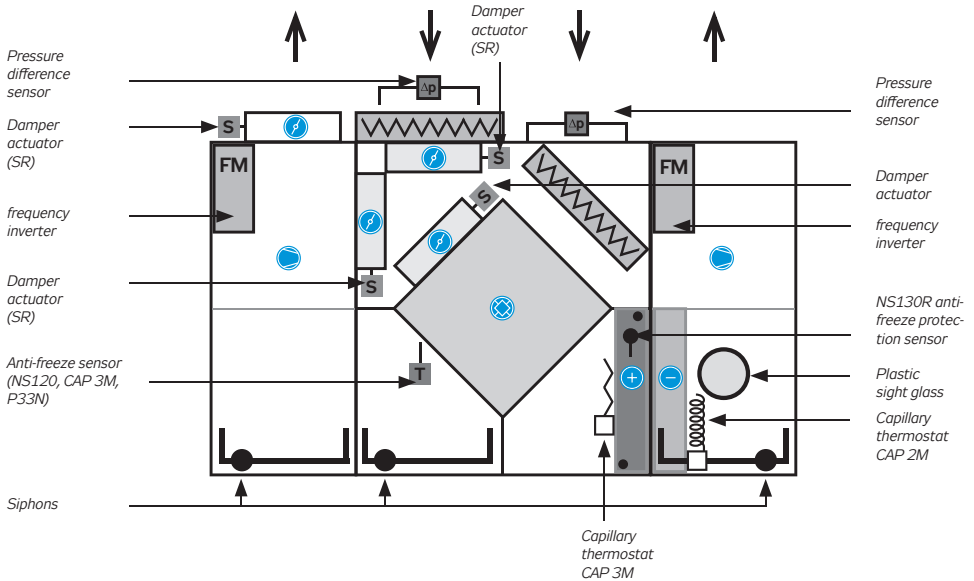 Damper
actuator
(SR)
Pressure
difference
sensor
Δp
Pressure
difference
sensor
Δp
Damper
actuator
(SR)
S
S
FM
FM
Damper
actuator
S
frequency
inverter
frequency
inverter
Damper
actuator
(SR)
S
NS130R anti-
freeze protec-
tion sensor
Anti-freeze sensor
(NS120, CAP 3M,
P33N)
T
+
−
Plastic
sight glass
Capillary
thermostat
CAP 2M
Siphons
Capillary
thermostat
CAP 3M